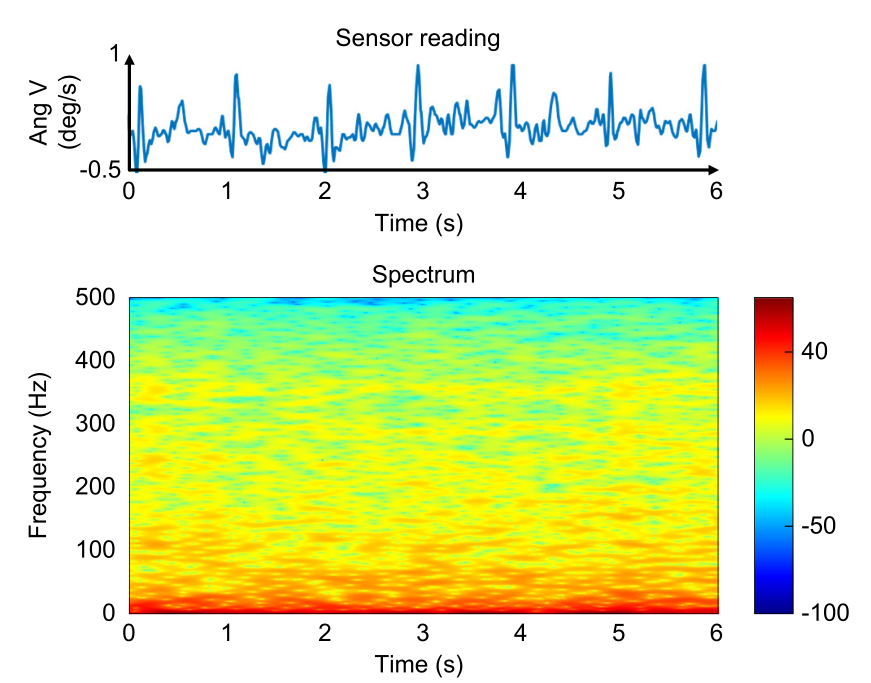 Sensor reading
1
Ang V
(deg/s)
-0.5
0 1 2 3 4 5 6
Time (s)
Spectrum
500
400
300
200
100
0
Frequency (Hz)
0 1 2 3 4 5 6
Time (s)
40
0
-50
-100